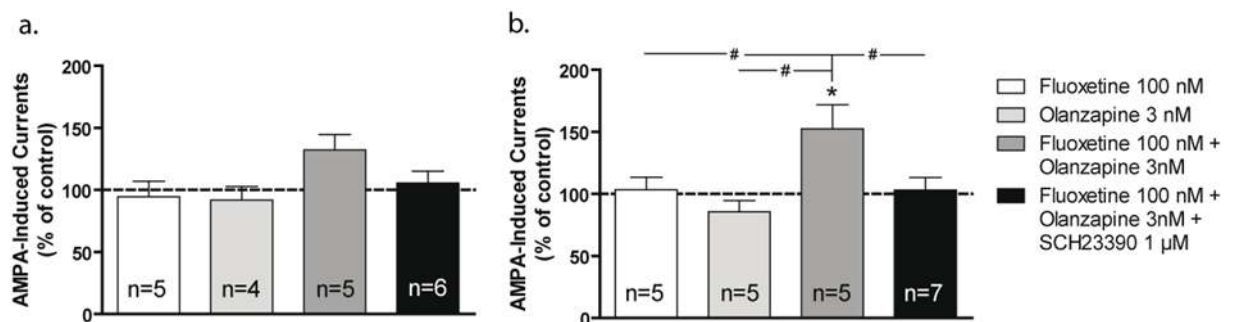 a.
AMPA-Induced Currents
(% of control)
200
150
100
50
0
n=5
n=4
n=5
n=6
b.
AMPA-Induced Currents
(% of control)
200
150
100
50
0
#
#
#
*
n=5
n=5
n=5
n=7
Fluoxetine 100 nM
Olanzapine 3 nM
Fluoxetine 100 nM +
Olanzapine 3nM
Fluoxetine 100 nM +
Olanzapine 3nM +
SCH23390 1 µM